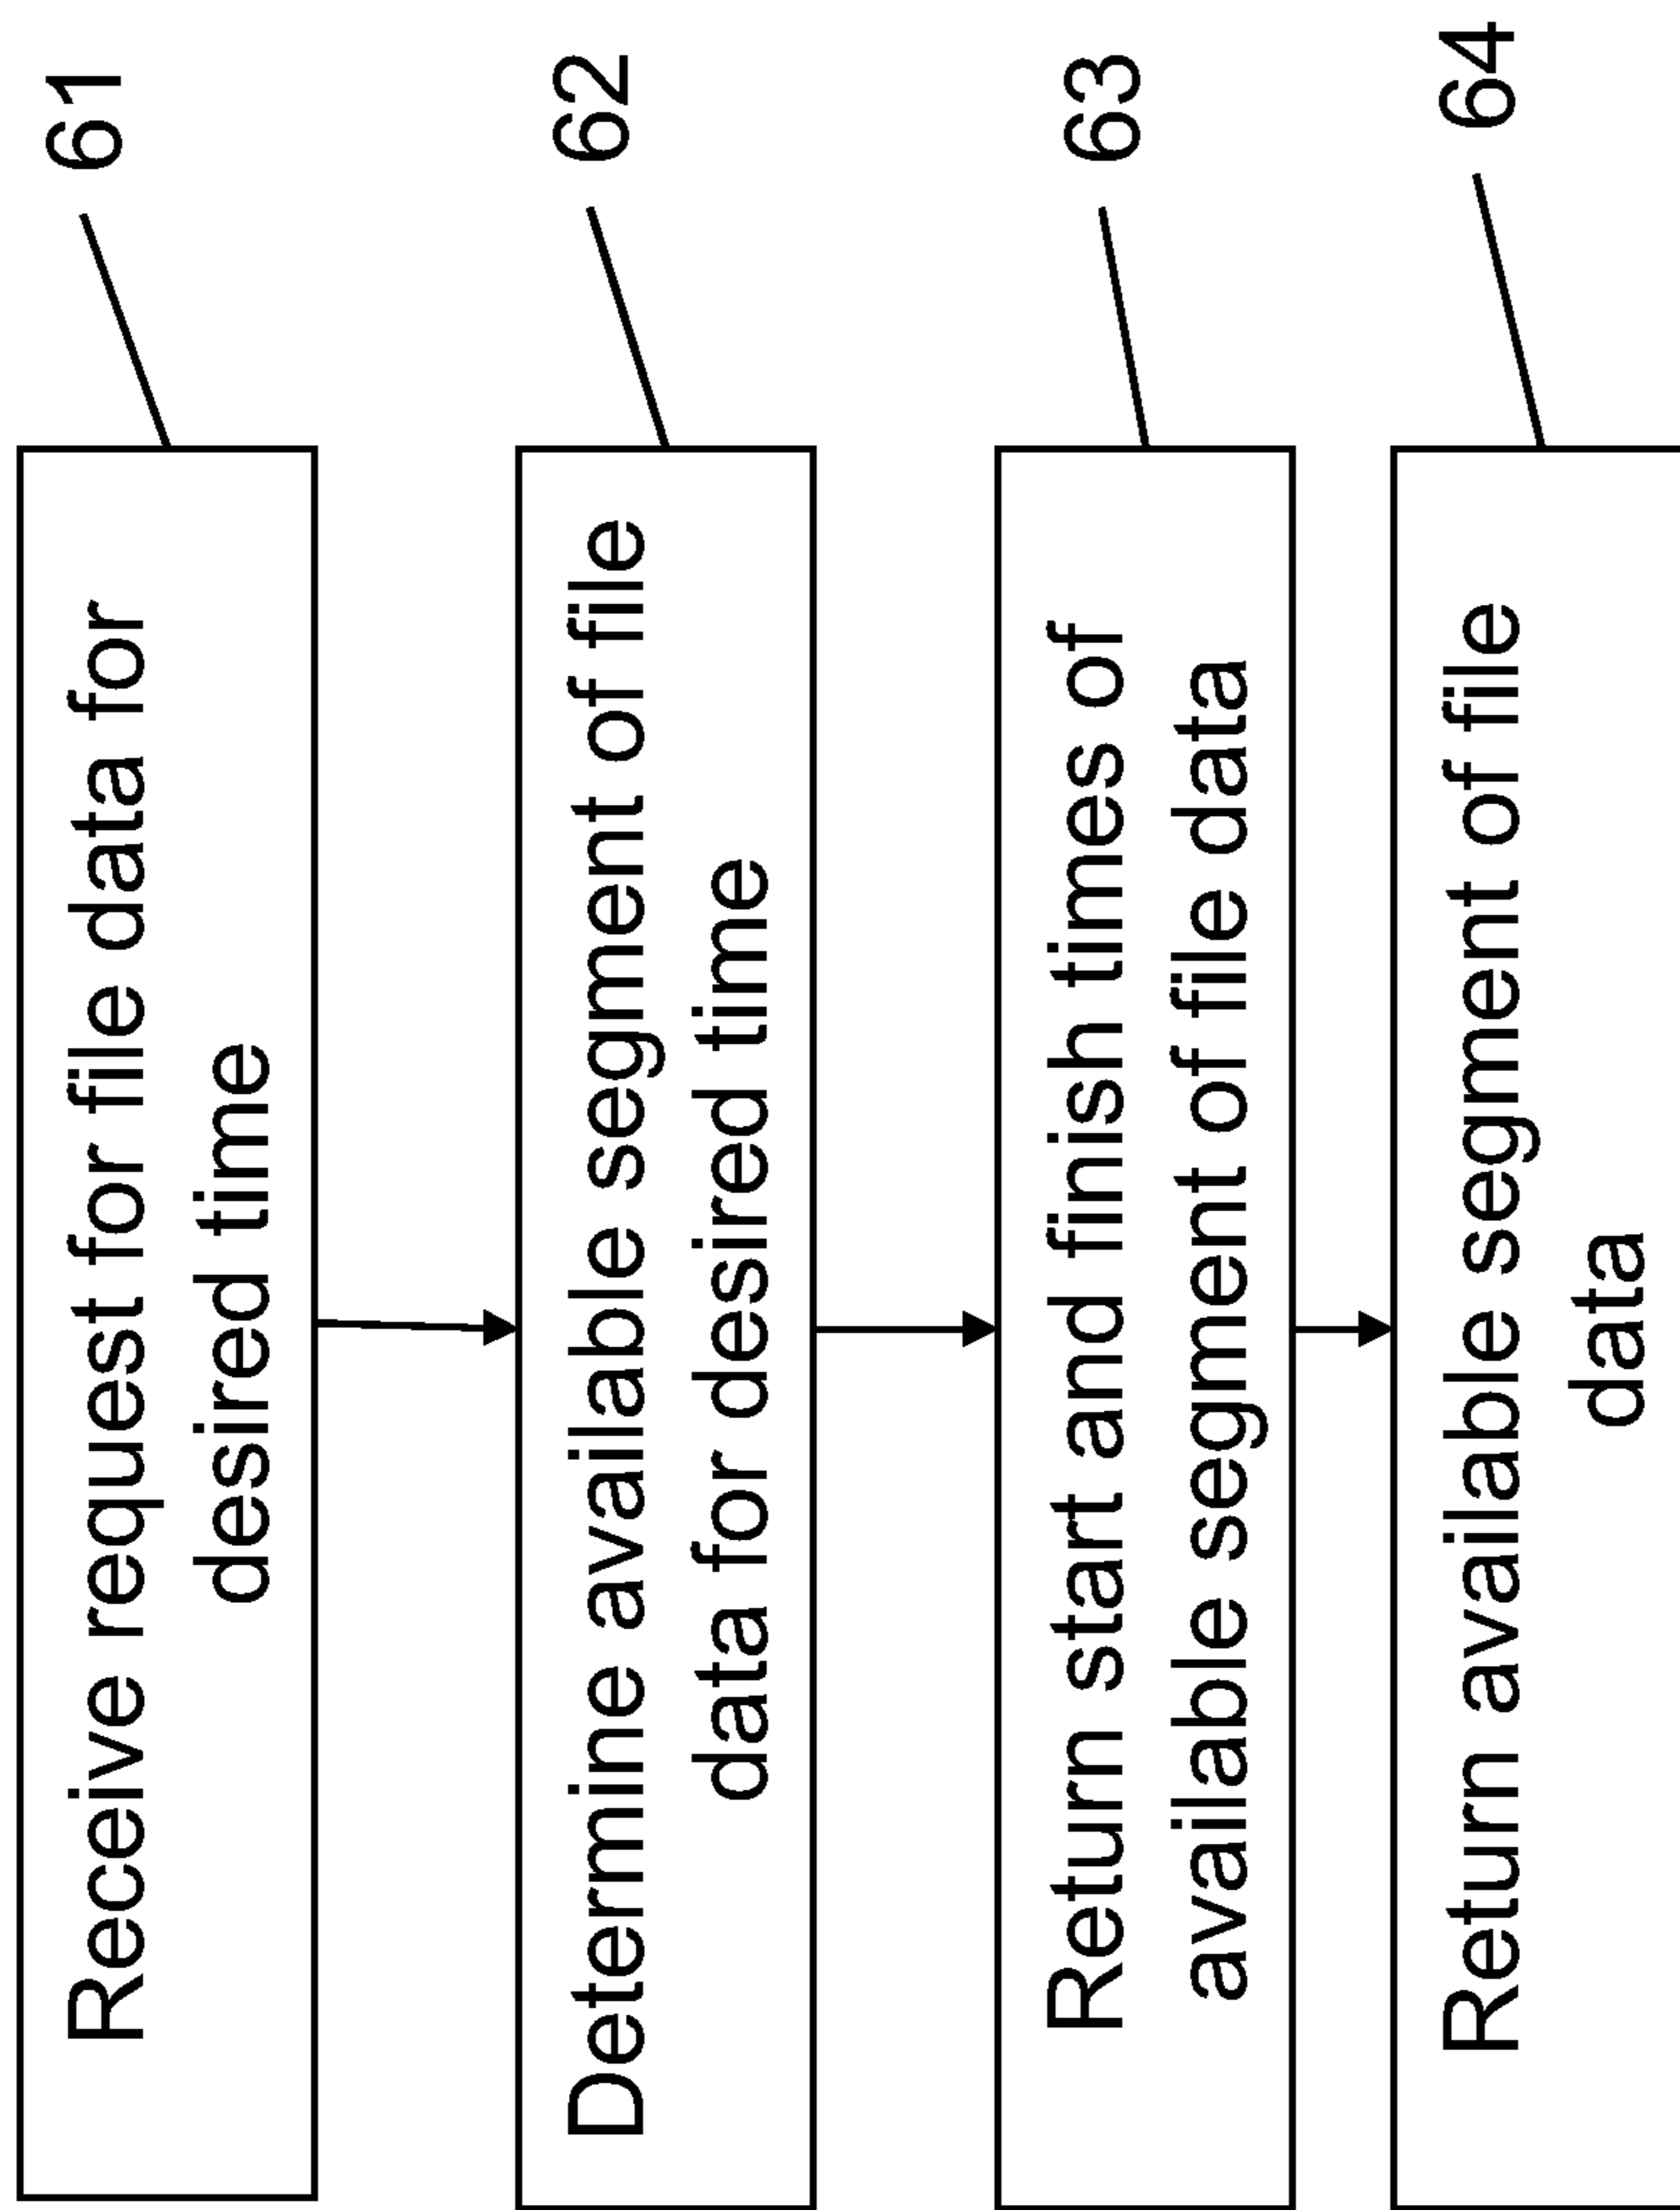 Receive request for file data for
desired time
61
Determine available segment of file
data for desired time
62
Return start and finish times of
available segment of file data
63
Return available segment of file
data
64